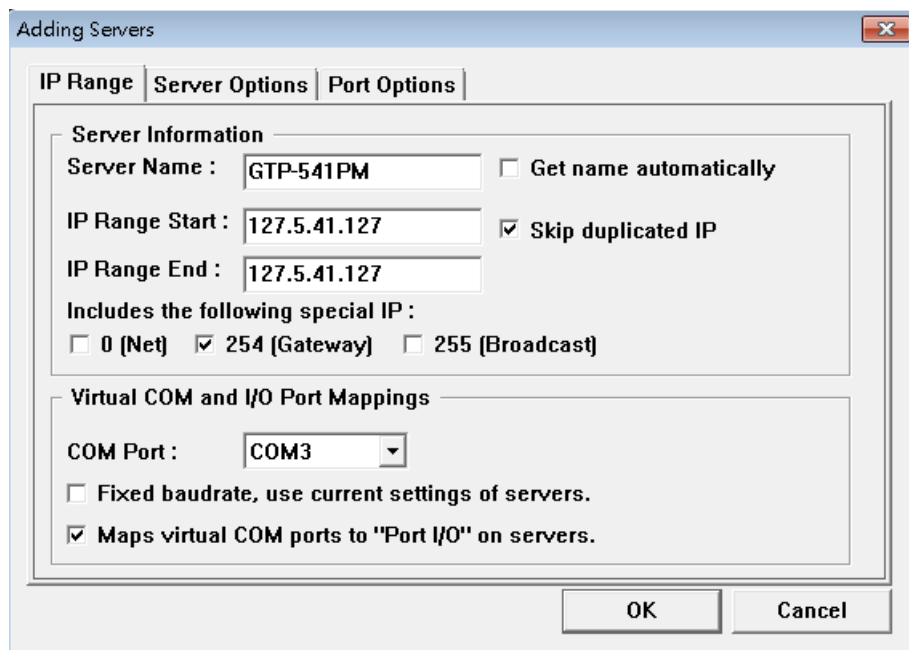 Adding Servers
IP Range Server Options Port Options
Server Information
Server Name : GTP-541PM Get name automatically
IP Range Start : 127.5.41.127 Skip duplicated IP
IP Range End : 127.5.41.127
Includes the following special IP :
0 (Net) 254 (Gateway) 255 (Broadcast)
Virtual COM and I/O Port Mappings
COM Port : COM3
Fixed baudrate, use current settings of servers.
Maps virtual COM ports to "Port I/O" on servers.
OK Cancel